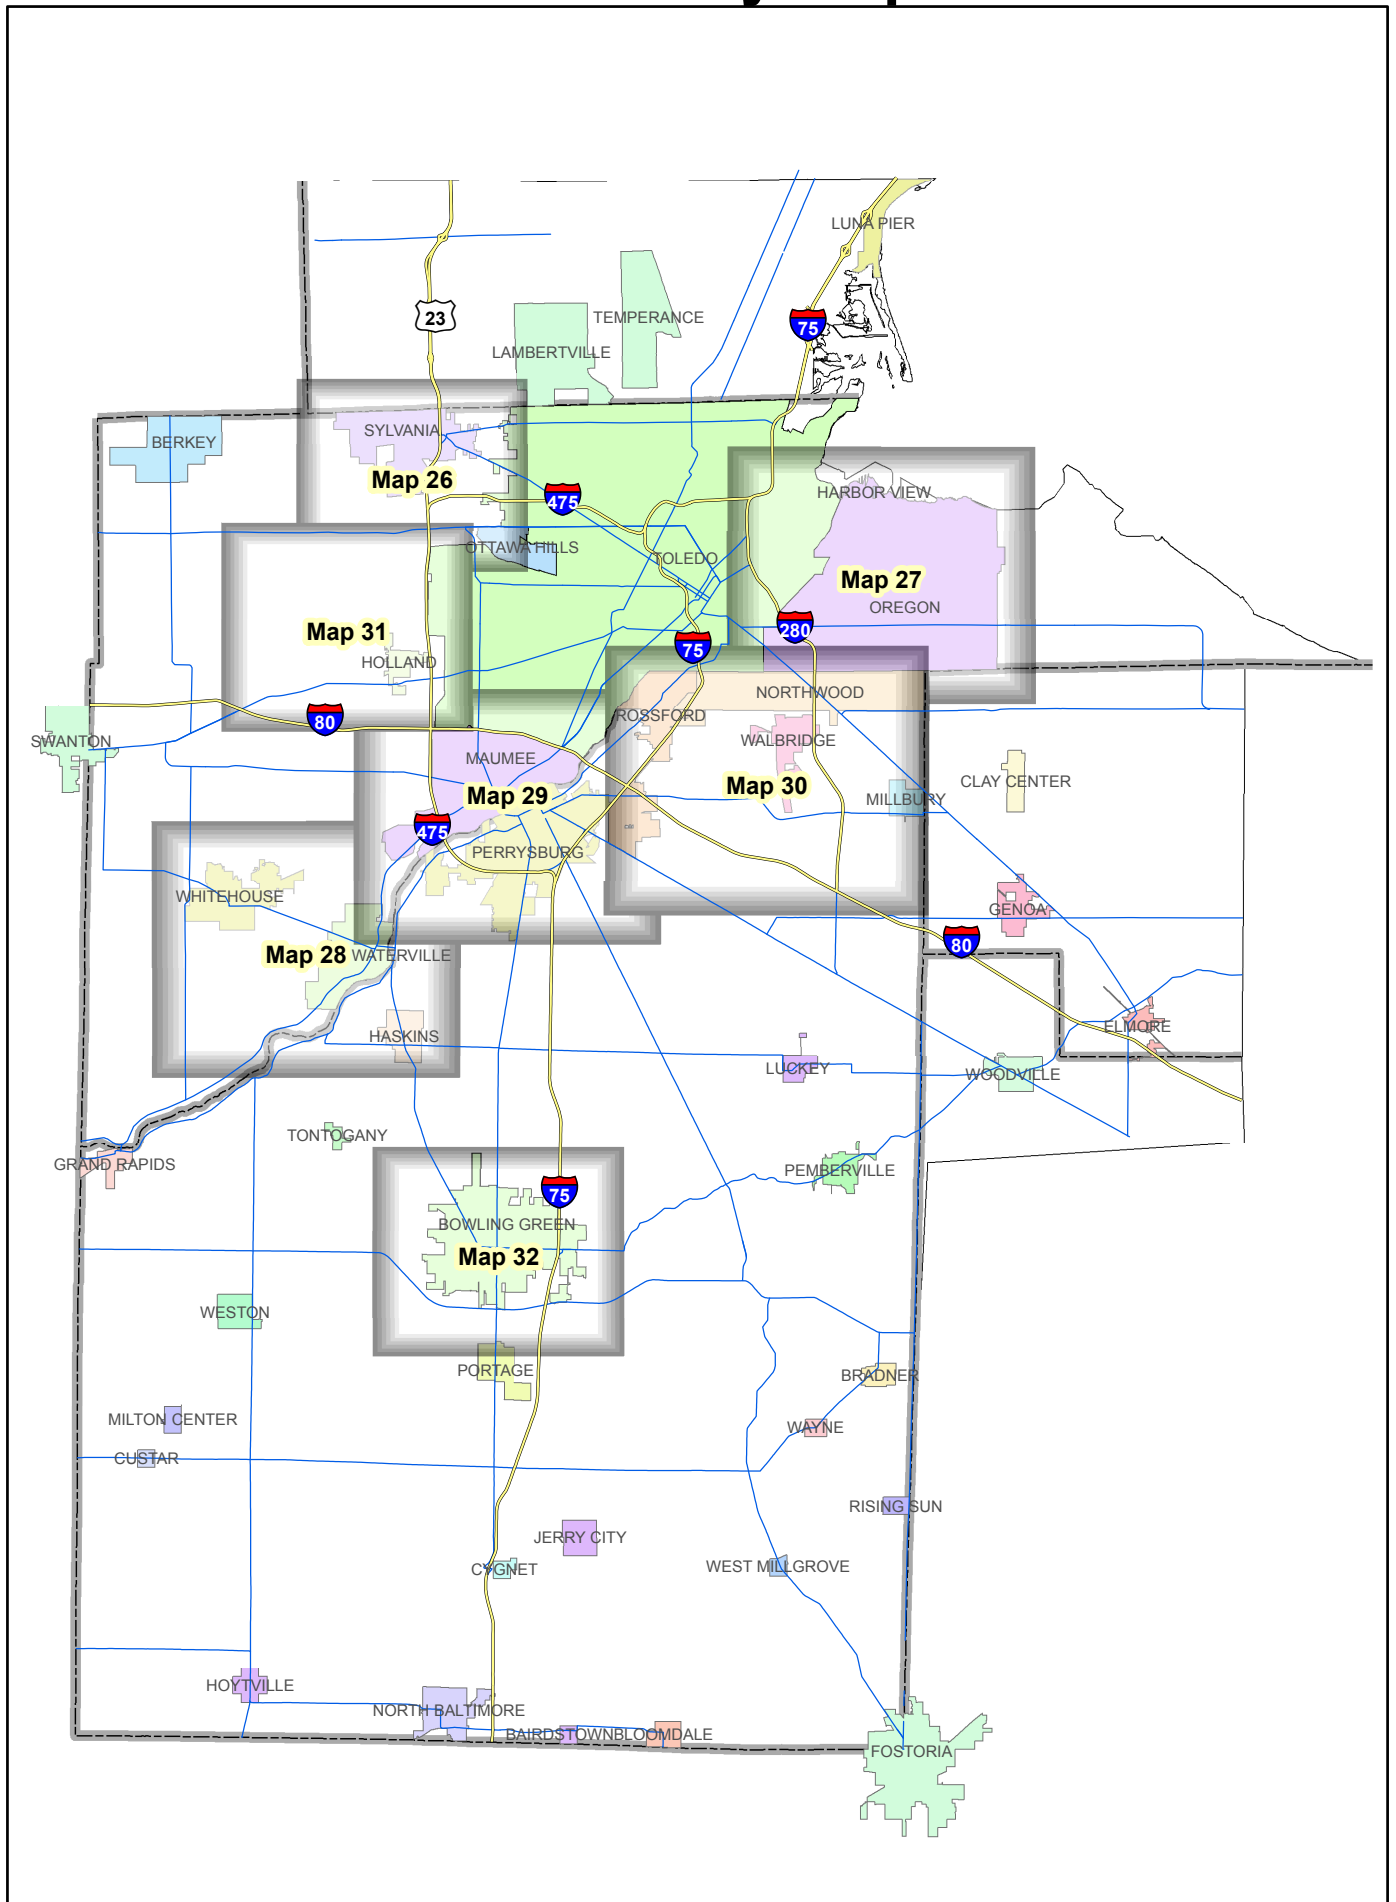 LUNA PIER
TEMPERANCE
23
75
LAMBERTVILLE
SYLVANIA
BERKEY
Map 26
475
HARBOR VIEW
OTTAWA HILLS
TOLEDO
Map 27
OREGON
Map 31
280
75
HOLLAND
NORTHWOOD
ROSSFORD
80
SWANTON
WALBRIDGE
MAUMEE
CLAY CENTER
Map 30
Map 29
MILLBURY
475
PERRYSBURG
WHITEHOUSE
GENOA
80
Map 28
WATERVILLE
ELMORE
HASKINS
LUCKEY
WOODVILLE
TONTOGANY
GRAND RAPIDS
PEMBERVILLE
75
BOWLING GREEN
Map 32
WESTON
PORTAGE
BRADNER
MILTON CENTER
WAYNE
CUSTAR
RISING SUN
JERRY CITY
CYGNET
WEST MILLGROVE
HOYTVILLE
NORTH BALTIMORE
BAIRDSTOWN
BLOOMDALE
FOSTORIA